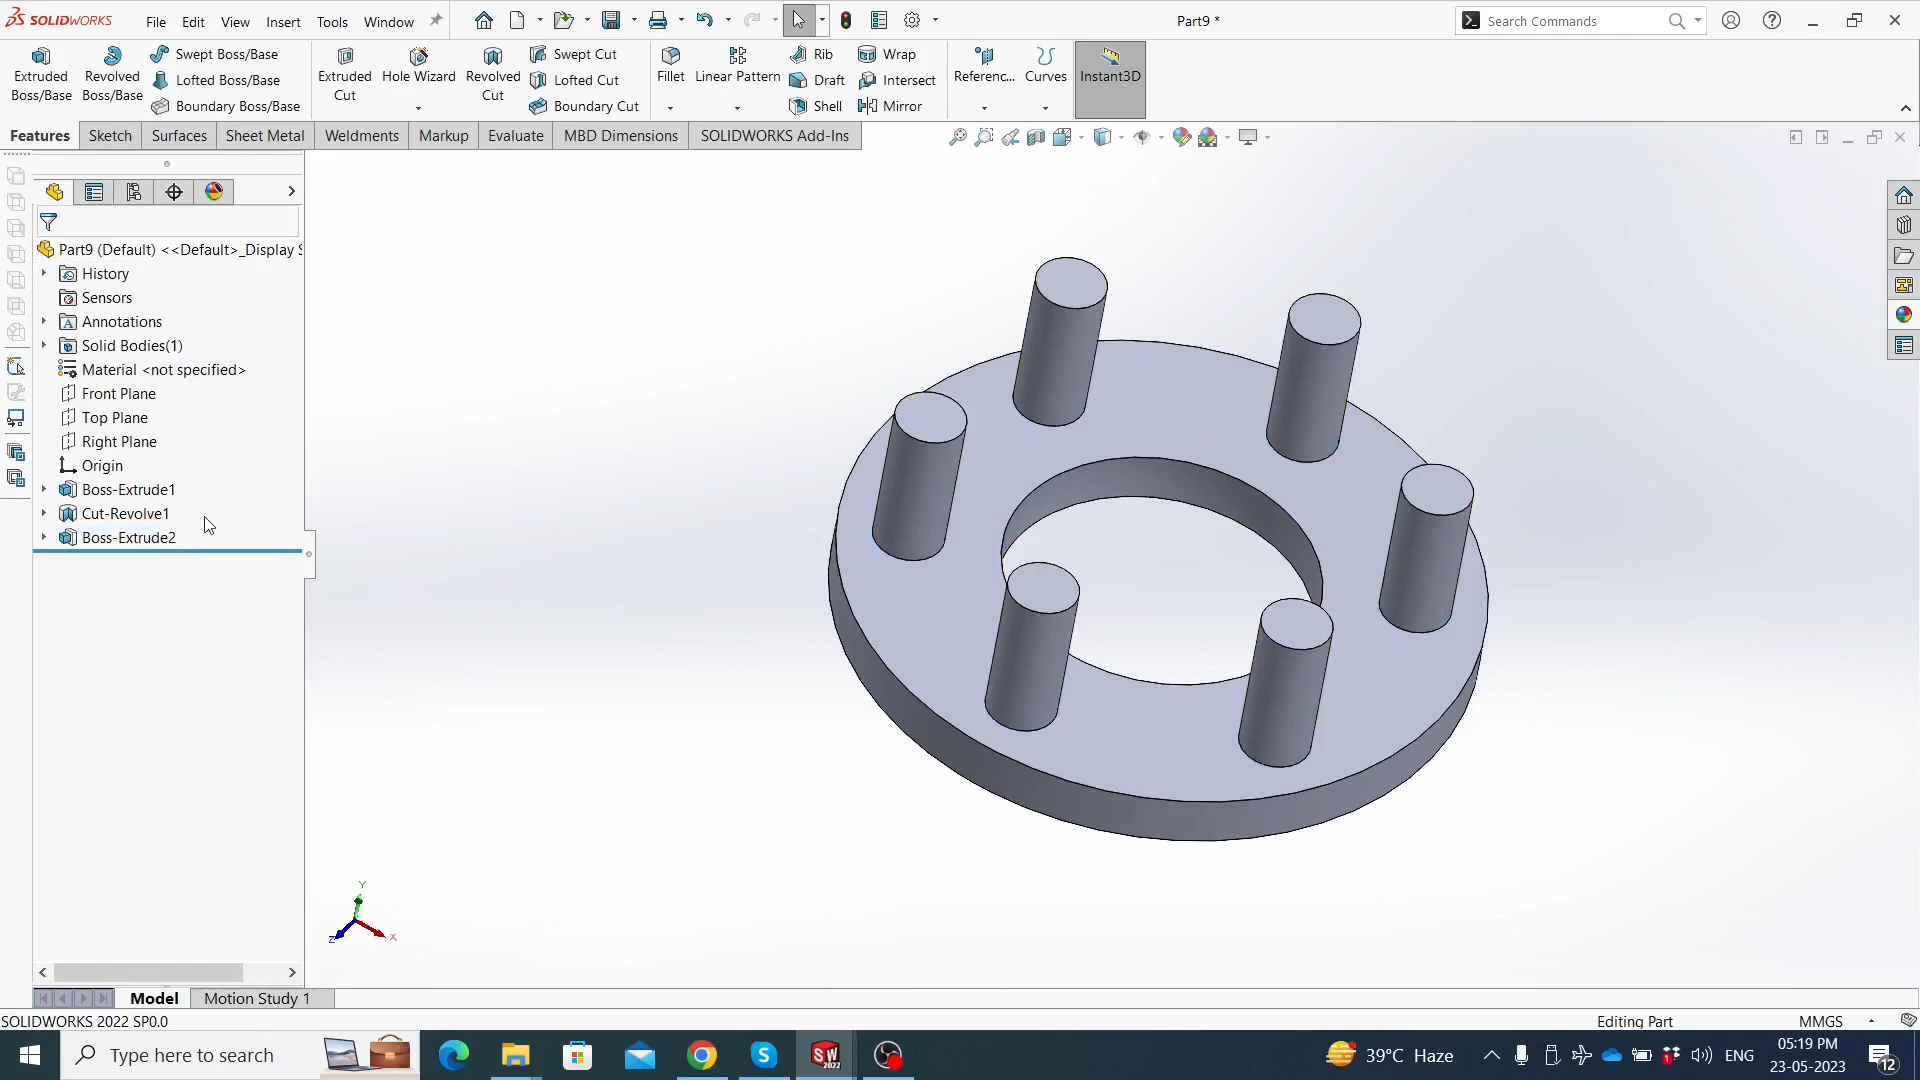 SOLIDWORKS
File Edit View Insert Tools Window
Part9 *
Search Commands
Extruded Boss/Base
Revolved Boss/Base
Swept Boss/Base
Lofted Boss/Base
Boundary Boss/Base
Extruded Cut
Hole Wizard
Revolved Cut
Swept Cut
Lofted Cut
Boundary Cut
Fillet
Linear Pattern
Rib
Draft
Shell
Wrap
Intersect
Mirror
Referenc...
Curves
Instant3D
Features Sketch Surfaces Sheet Metal Weldments Markup Evaluate MBD Dimensions SOLIDWORKS Add-Ins
Part9 (Default) <<Default>_Display S
History
Sensors
Annotations
Solid Bodies(1)
Material <not specified>
Front Plane
Top Plane
Right Plane
Origin
Boss-Extrude1
Cut-Revolve1
Boss-Extrude2
Y
Z
X
Model Motion Study 1
SOLIDWORKS 2022 SP0.0
Editing Part
MMGS
Type here to search
SW
2022
39°C Haze
ENG
05:19 PM
23-05-2023
12